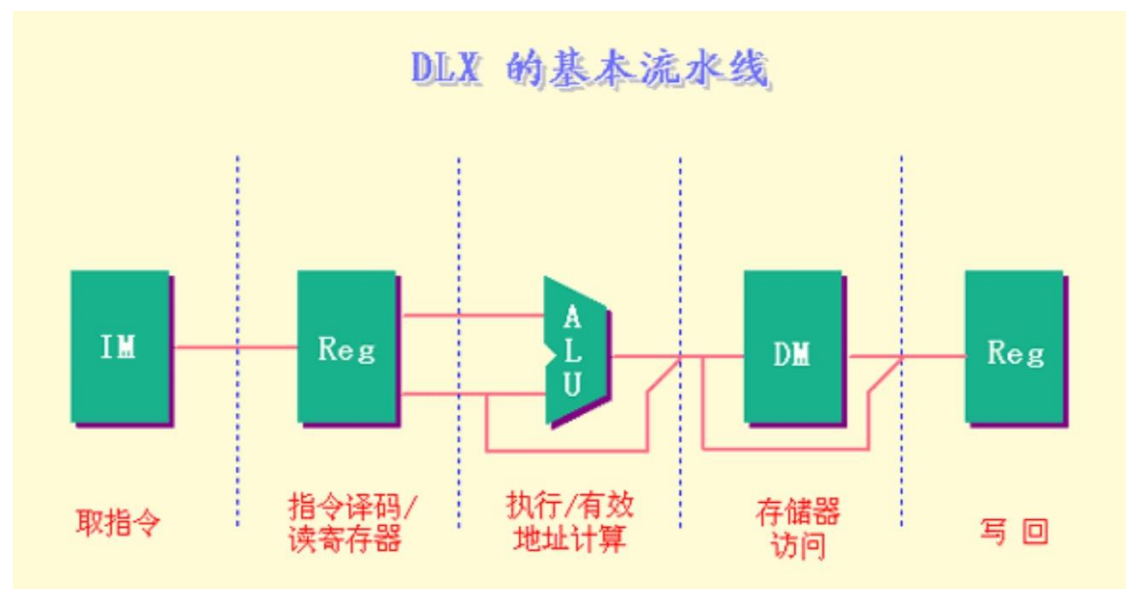 DLX 的基本流水线
IM
Reg
A
L
U
DM
Reg
取指令
指令译码/
读寄存器
执行/有效
地址计算
存储器
访问
写 回